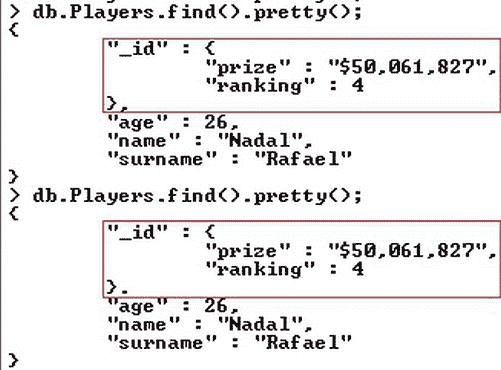 > db.Players.find().pretty();
{
"_id" : {
"prize" : "$50,061,827",
"ranking" : 4
},
"age" : 26,
"name" : "Nadal",
"surname" : "Rafael"
}
> db.Players.find().pretty();
{
"_id" : {
"prize" : "$50,061,827",
"ranking" : 4
}.
"age" : 26,
"name" : "Nadal",
"surname" : "Rafael"
}